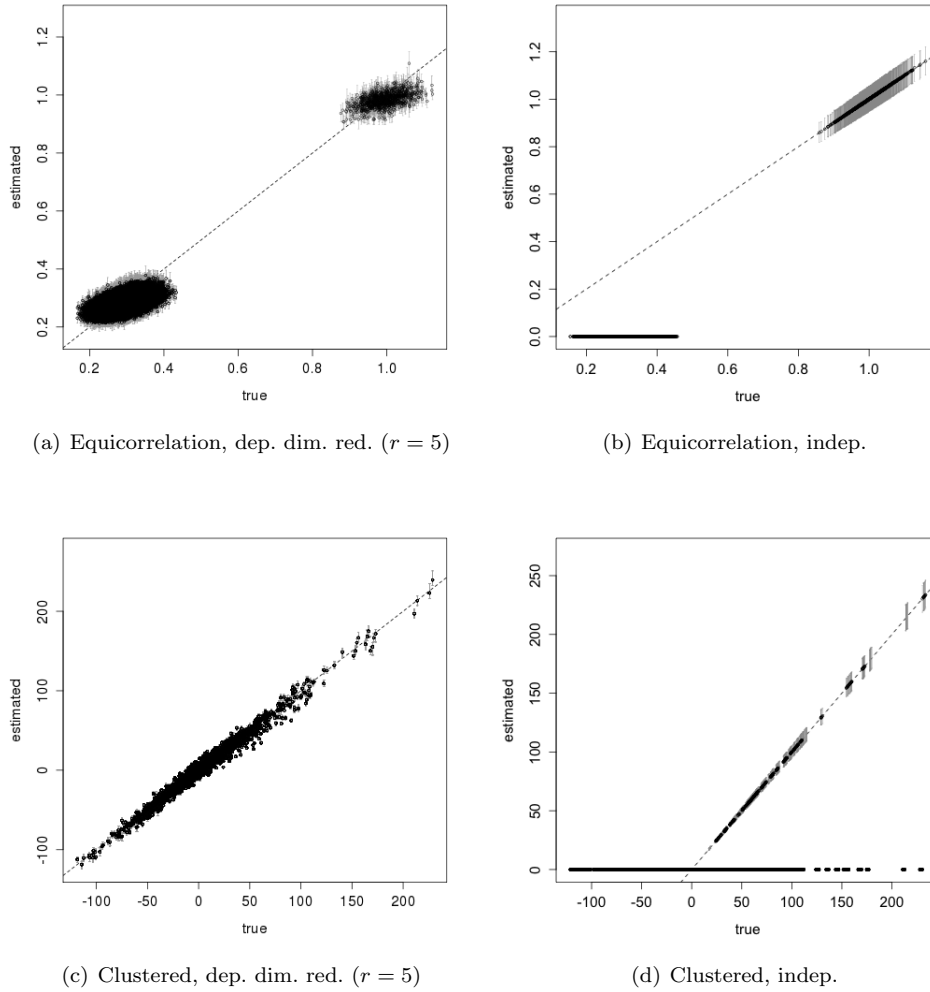 1.2
1.0
0.8
0.6
0.4
0.2
estimated
0.2 0.4 0.6 0.8 1.0
true
(a) Equicorrelation, dep. dim. red. (r = 5)
1.2
1.0
0.8
0.6
0.4
0.2
0.0
estimated
0.2 0.4 0.6 0.8 1.0
true
(b) Equicorrelation, indep.
200
100
0
-100
estimated
-100 -50 0 50 100 150 200
true
(c) Clustered, dep. dim. red. (r = 5)
250
200
150
100
50
0
estimated
-100 -50 0 50 100 150 200
true
(d) Clustered, indep.